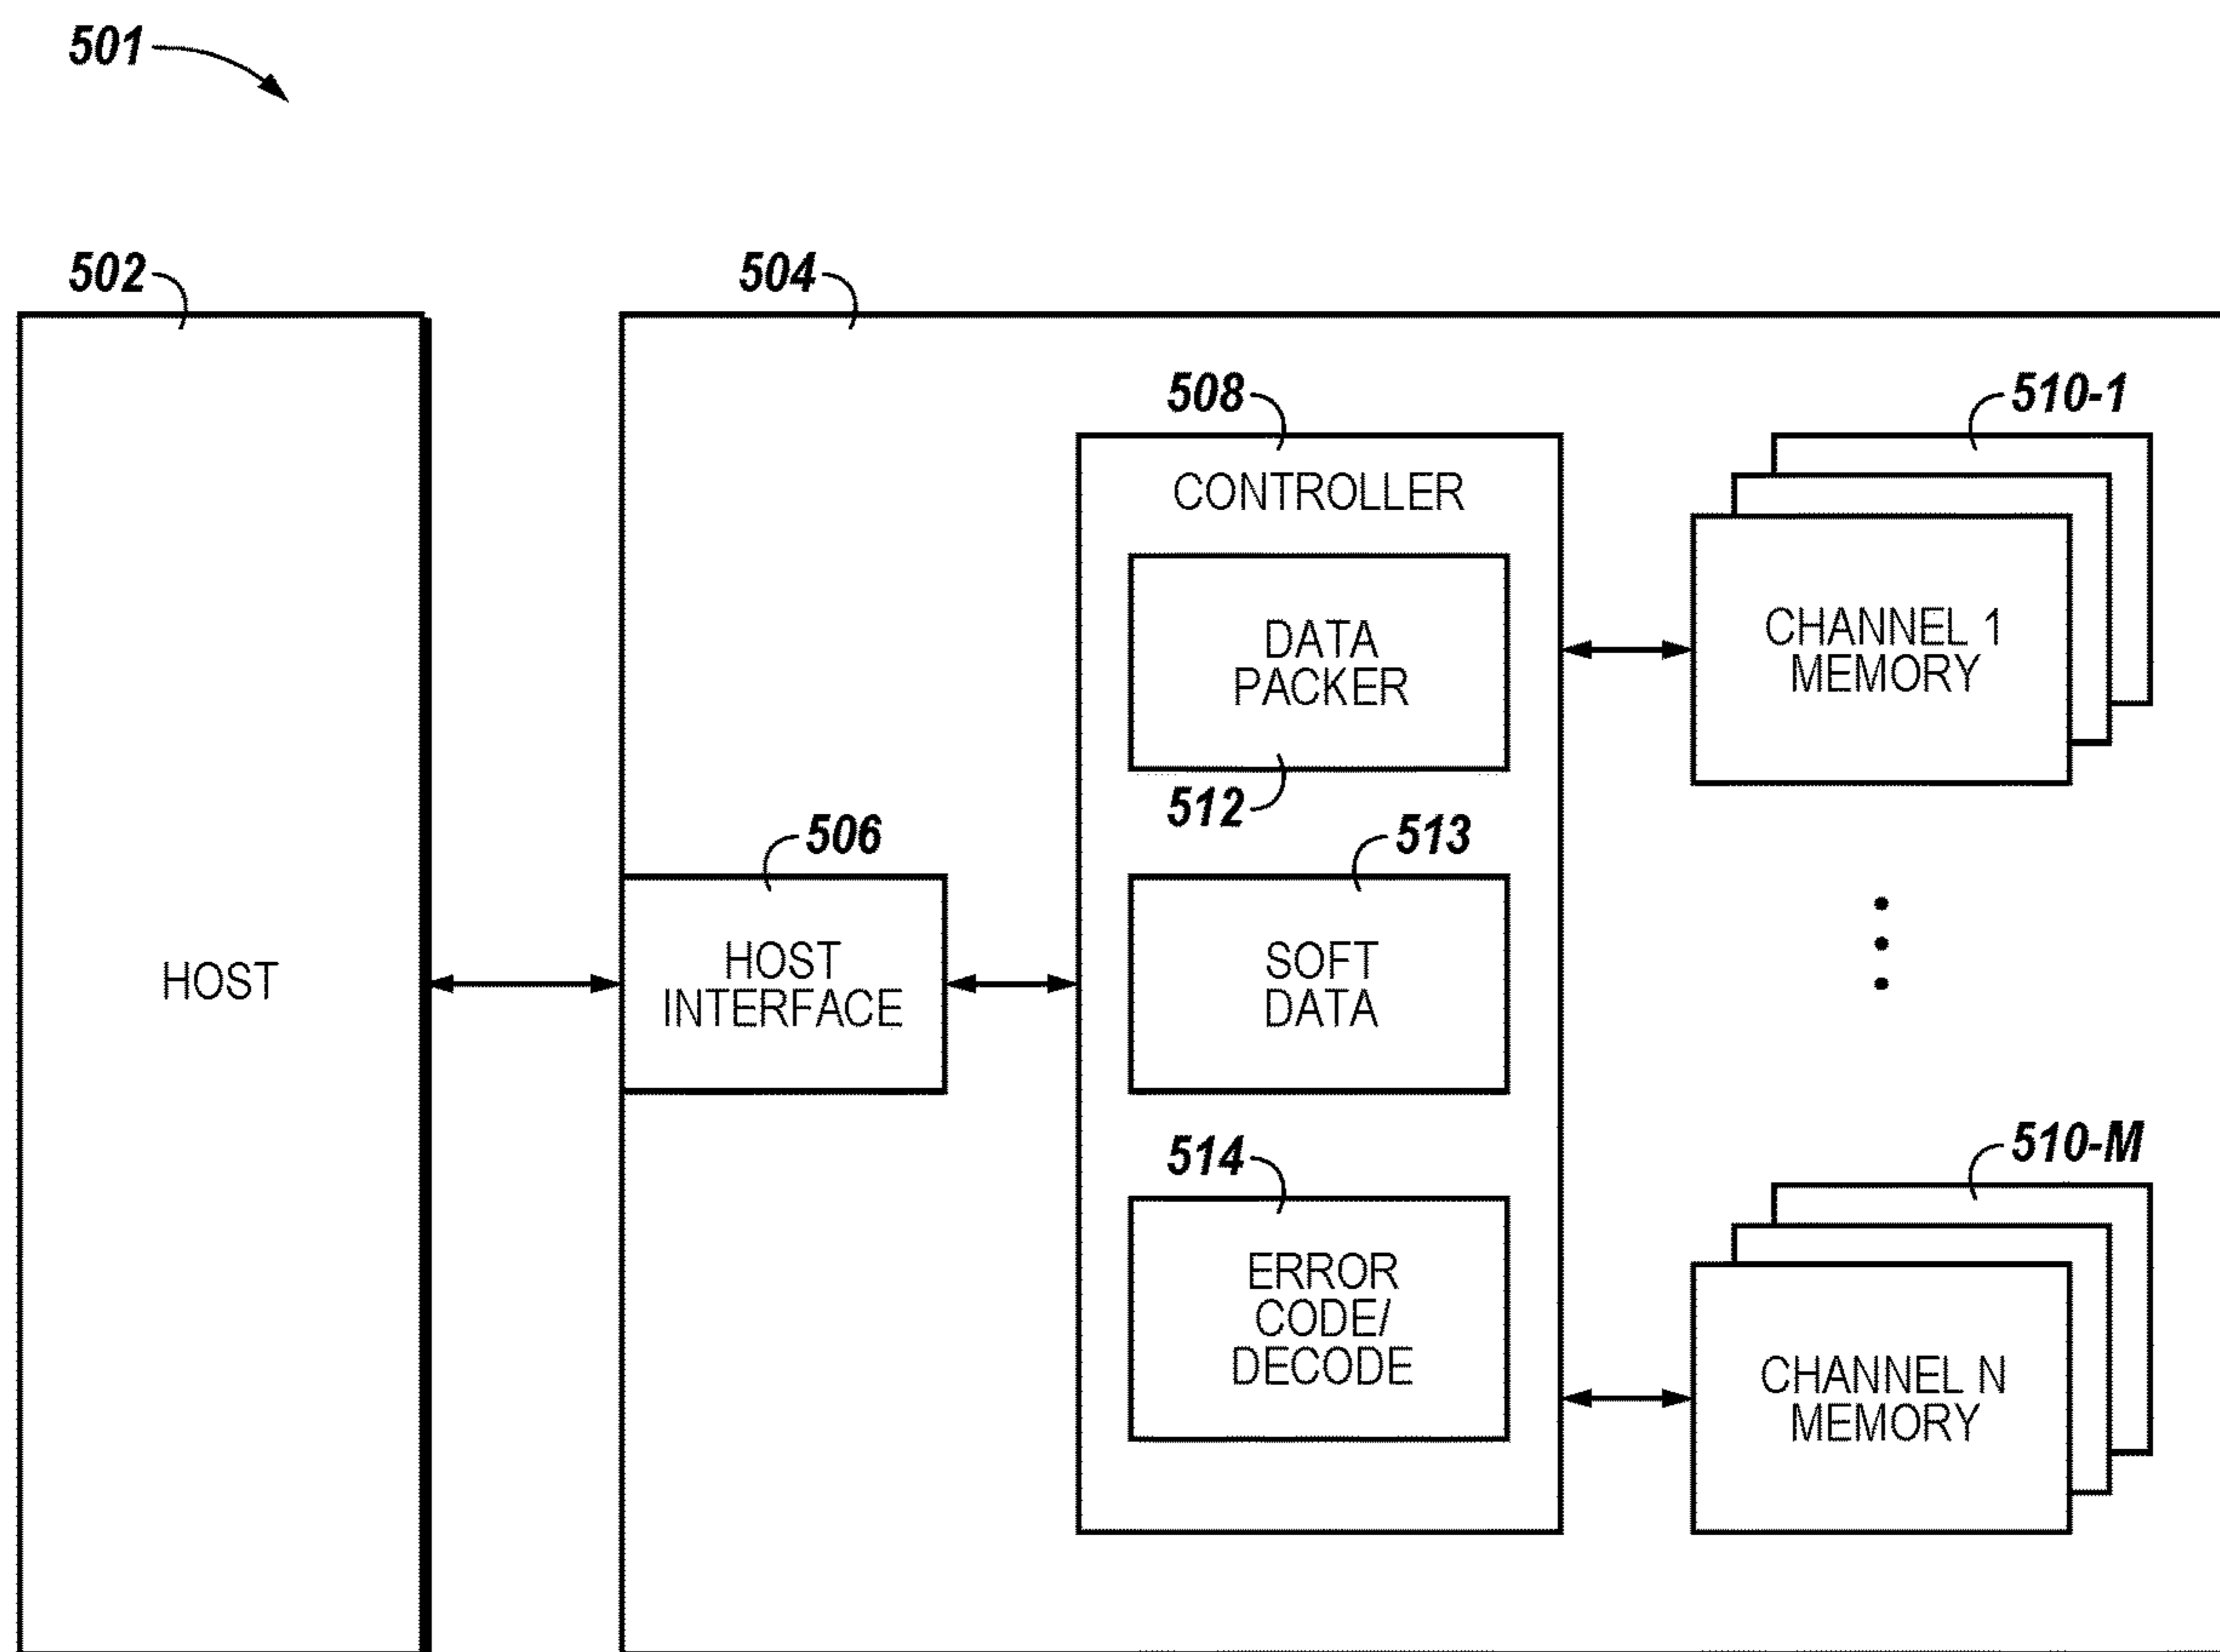 501
502
504
508
510-1
CONTROLLER
DATA
PACKER
CHANNEL 1
MEMORY
512
506
513
HOST
HOST
INTERFACE
SOFT
DATA
514
510-M
ERROR
CODE/
DECODE
CHANNEL N
MEMORY